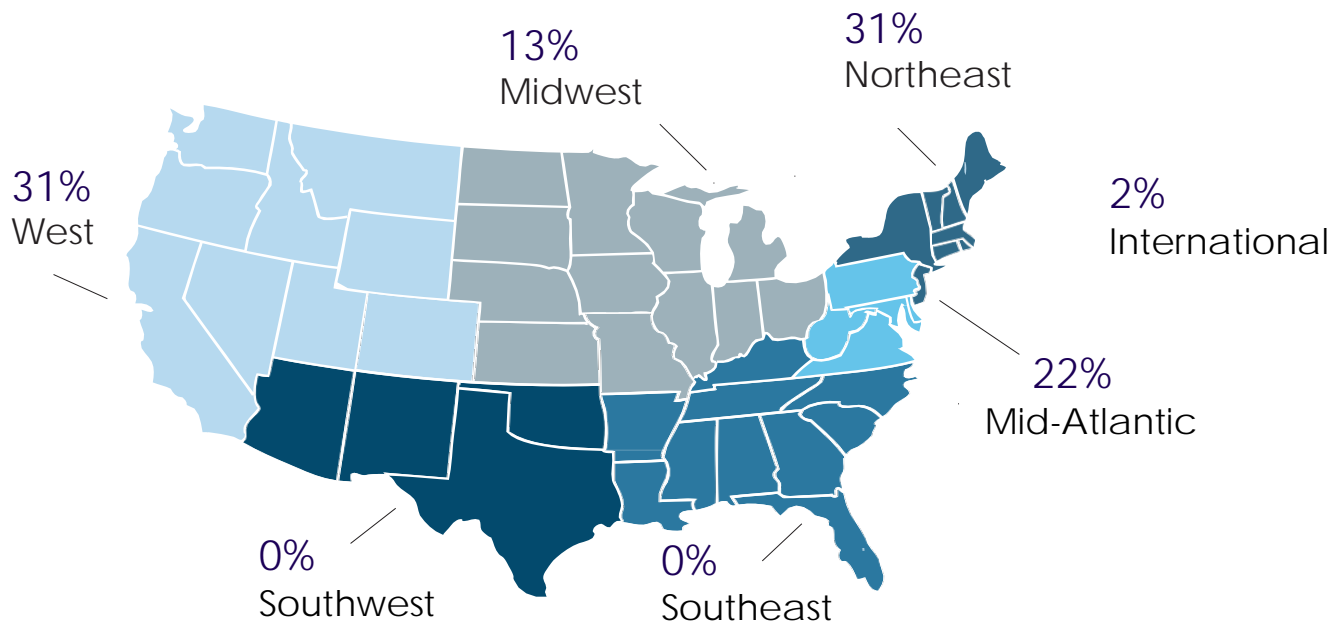 13%
Midwest
31%
Northeast
31%
West
2%
International
22%
Mid-Atlantic
0%
Southwest
0%
Southeast